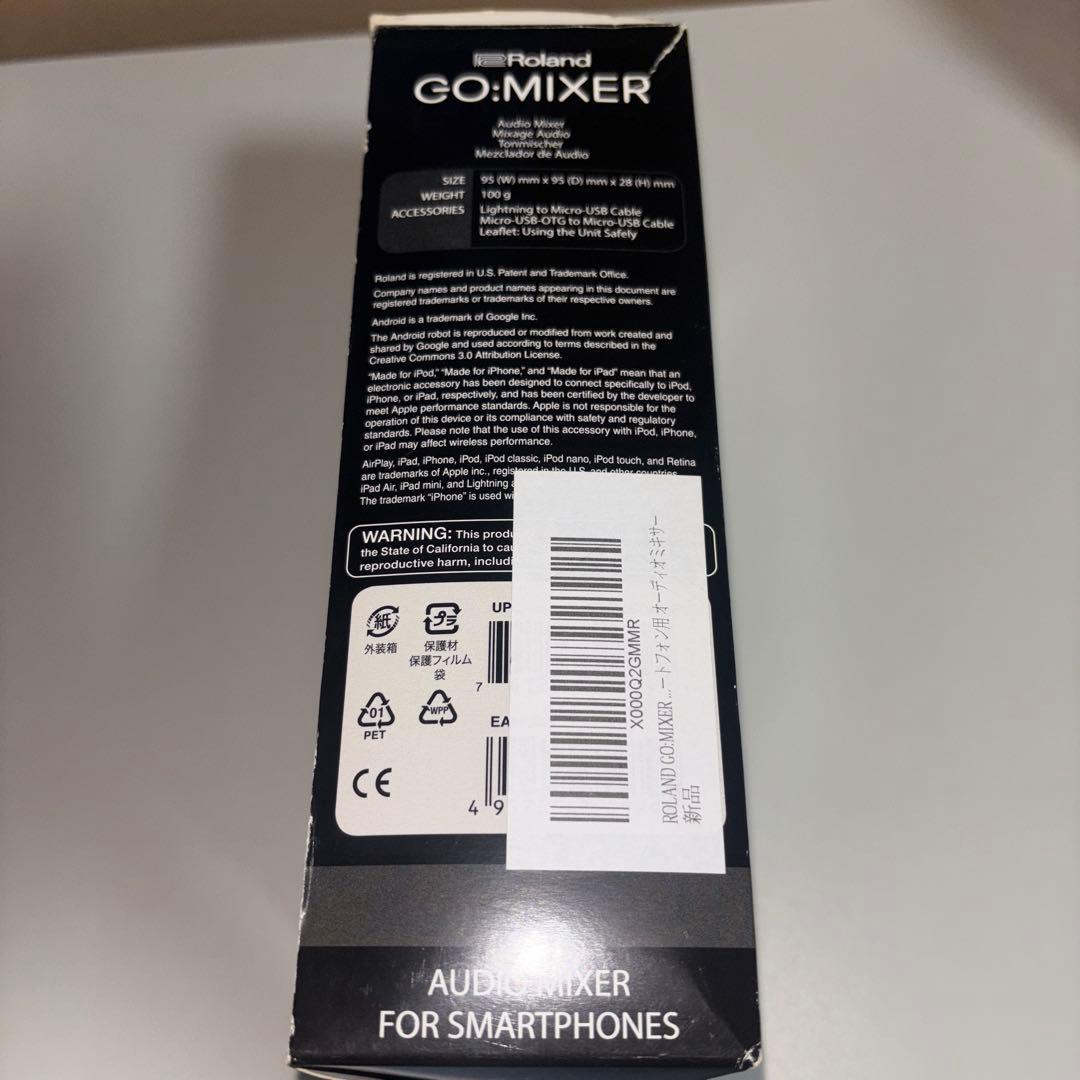 Roland
GO:MIXER
Audio Mixer
Mixage Audio
Tonmischer
Mezclador de Audio
SIZE 95 (W) mm x 95 (D) mm x 28 (H) mm
WEIGHT 100 g
ACCESSORIES Lightning to Micro-USB Cable
Micro-USB-OTG to Micro-USB Cable
Leaflet: Using the Unit Safely
Roland is registered in U.S. Patent and Trademark Office.
Company names and product names appearing in this document are
registered trademarks or trademarks of their respective owners.
Android is a trademark of Google Inc.
The Android robot is reproduced or modified from work created and
shared by Google and used according to terms described in the
Creative Commons 3.0 Attribution License.
"Made for iPod," "Made for iPhone," and "Made for iPad" mean that an
electronic accessory has been designed to connect specifically to iPod,
iPhone, or iPad, respectively, and has been certified by the developer to
meet Apple performance standards. Apple is not responsible for the
operation of this device or its compliance with safety and regulatory
standards. Please note that the use of this accessory with iPod, iPhone,
or iPad may affect wireless performance.
AirPlay, iPad, iPhone, iPod, iPod classic, iPod nano, iPod touch, and Retina
are trademarks of Apple inc., registered in the U.S. and other countries.
iPad Air, iPad mini, and Lightning
The trademark "iPhone" is used
WARNING: This
the State of California to
reproductive harm,
紙
外装箱
プラ
保護材
保護フィルム
袋
UP
7
01
PET
WPP
EA
CE
4 9
X000Q2GMMR
ROLAND GO:MIXER ...ートフォン用 オーディオミキサー
新品
AUDIO MIXER
FOR SMARTPHONES